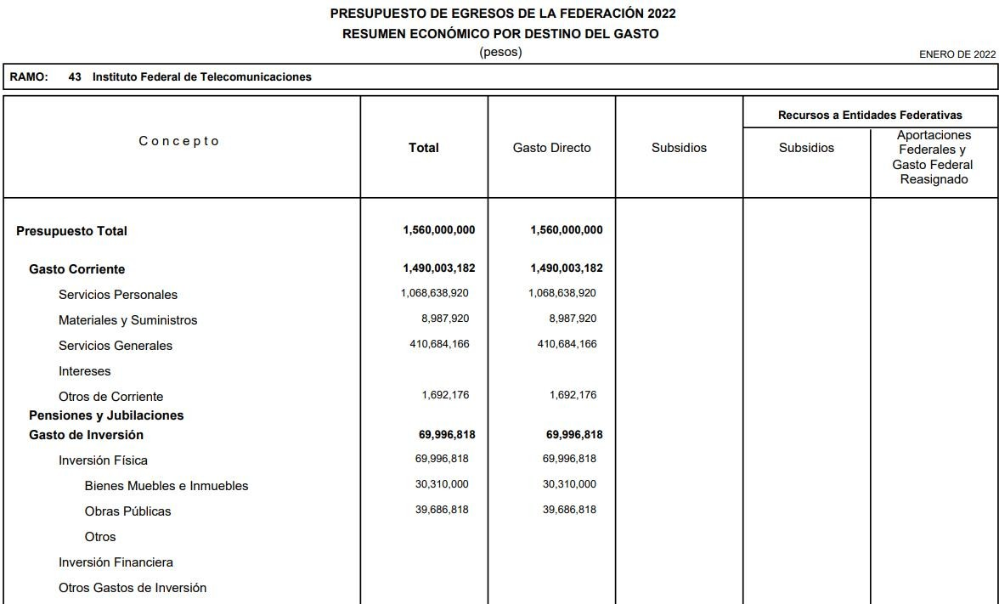 PRESUPUESTO DE EGRESOS DE LA FEDERACIÓN 2022
RESUMEN ECONÓMICO POR DESTINO DEL GASTO
(pesos)
ENERO DE 2022
RAMO: 43 Instituto Federal de Telecomunicaciones
Concepto Total Gasto Directo Subsidios
Recursos a Entidades Federativas
Subsidios
Aportaciones
Federales y
Gasto Federal
Reasignado
Presupuesto Total 1,560,000,000 1,560,000,000
Gasto Corriente 1,490,003,182 1,490,003,182
Servicios Personales 1,068,638,920 1,068,638,920
Materiales y Suministros 8,987,920 8,987,920
Servicios Generales 410,684,166 410,684,166
Intereses
Otros de Corriente 1,692,176 1,692,176
Pensiones y Jubilaciones
Gasto de Inversión 69,996,818 69,996,818
Inversión Física 69,996,818 69,996,818
Bienes Muebles e Inmuebles 30,310,000 30,310,000
Obras Públicas 39,686,818 39,686,818
Otros
Inversión Financiera
Otros Gastos de Inversión